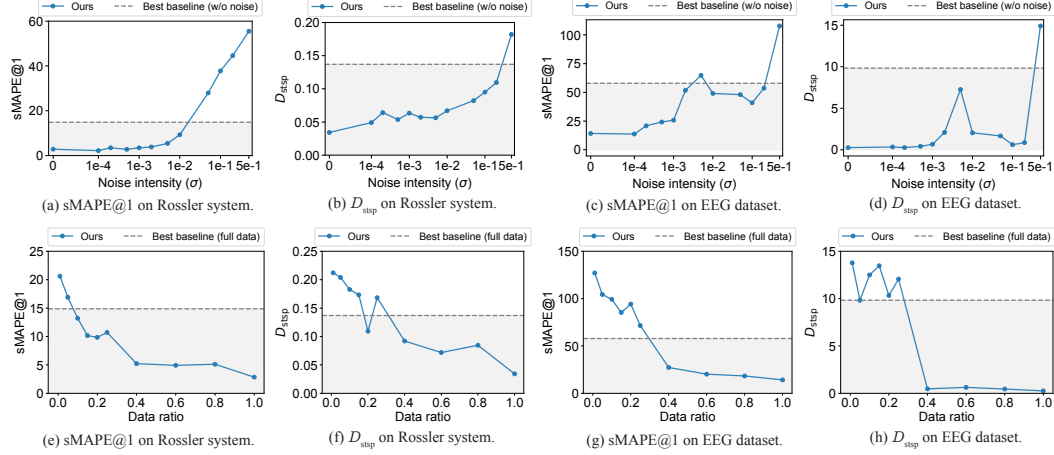 Ours Best baseline (w/o noise)
sMAPE@1
60
40
20
0
0 1e-4 1e-3 1e-2 1e-1 5e-1
Noise intensity (σ)
(a) sMAPE@1 on Rossler system.
Ours Best baseline (w/o noise)
D_stsp
0.20
0.15
0.10
0.05
0.00
0 1e-4 1e-3 1e-2 1e-1 5e-1
Noise intensity (σ)
(b) D_stsp on Rossler system.
Ours Best baseline (w/o noise)
sMAPE@1
100
75
50
25
0
0 1e-4 1e-3 1e-2 1e-1 5e-1
Noise intensity (σ)
(c) sMAPE@1 on EEG dataset.
Ours Best baseline (w/o noise)
D_stsp
15
10
5
0
0 1e-4 1e-3 1e-2 1e-1 5e-1
Noise intensity (σ)
(d) D_stsp on EEG dataset.
Ours Best baseline (full data)
sMAPE@1
25
20
15
10
5
0
0.0 0.2 0.4 0.6 0.8 1.0
Data ratio
(e) sMAPE@1 on Rossler system.
Ours Best baseline (full data)
D_stsp
0.25
0.20
0.15
0.10
0.05
0.00
0.0 0.2 0.4 0.6 0.8 1.0
Data ratio
(f) D_stsp on Rossler system.
Ours Best baseline (full data)
sMAPE@1
150
100
50
0
0.0 0.2 0.4 0.6 0.8 1.0
Data ratio
(g) sMAPE@1 on EEG dataset.
Ours Best baseline (full data)
D_stsp
15
10
5
0
0.0 0.2 0.4 0.6 0.8 1.0
Data ratio
(h) D_stsp on EEG dataset.